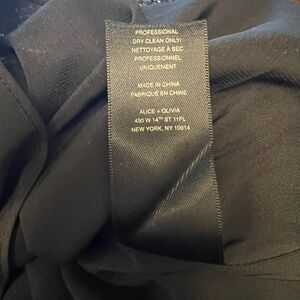 PROFESSIONAL
DRY CLEAN ONLY/
NETTOYAGE A SEC
PROFESSIONNEL
UNIQUEMENT
MADE IN CHINA
FABRIQUÉ EN CHINE
ALICE + OLIVIA
450 W 14TH ST 11FL
NEW YORK, NY 10014